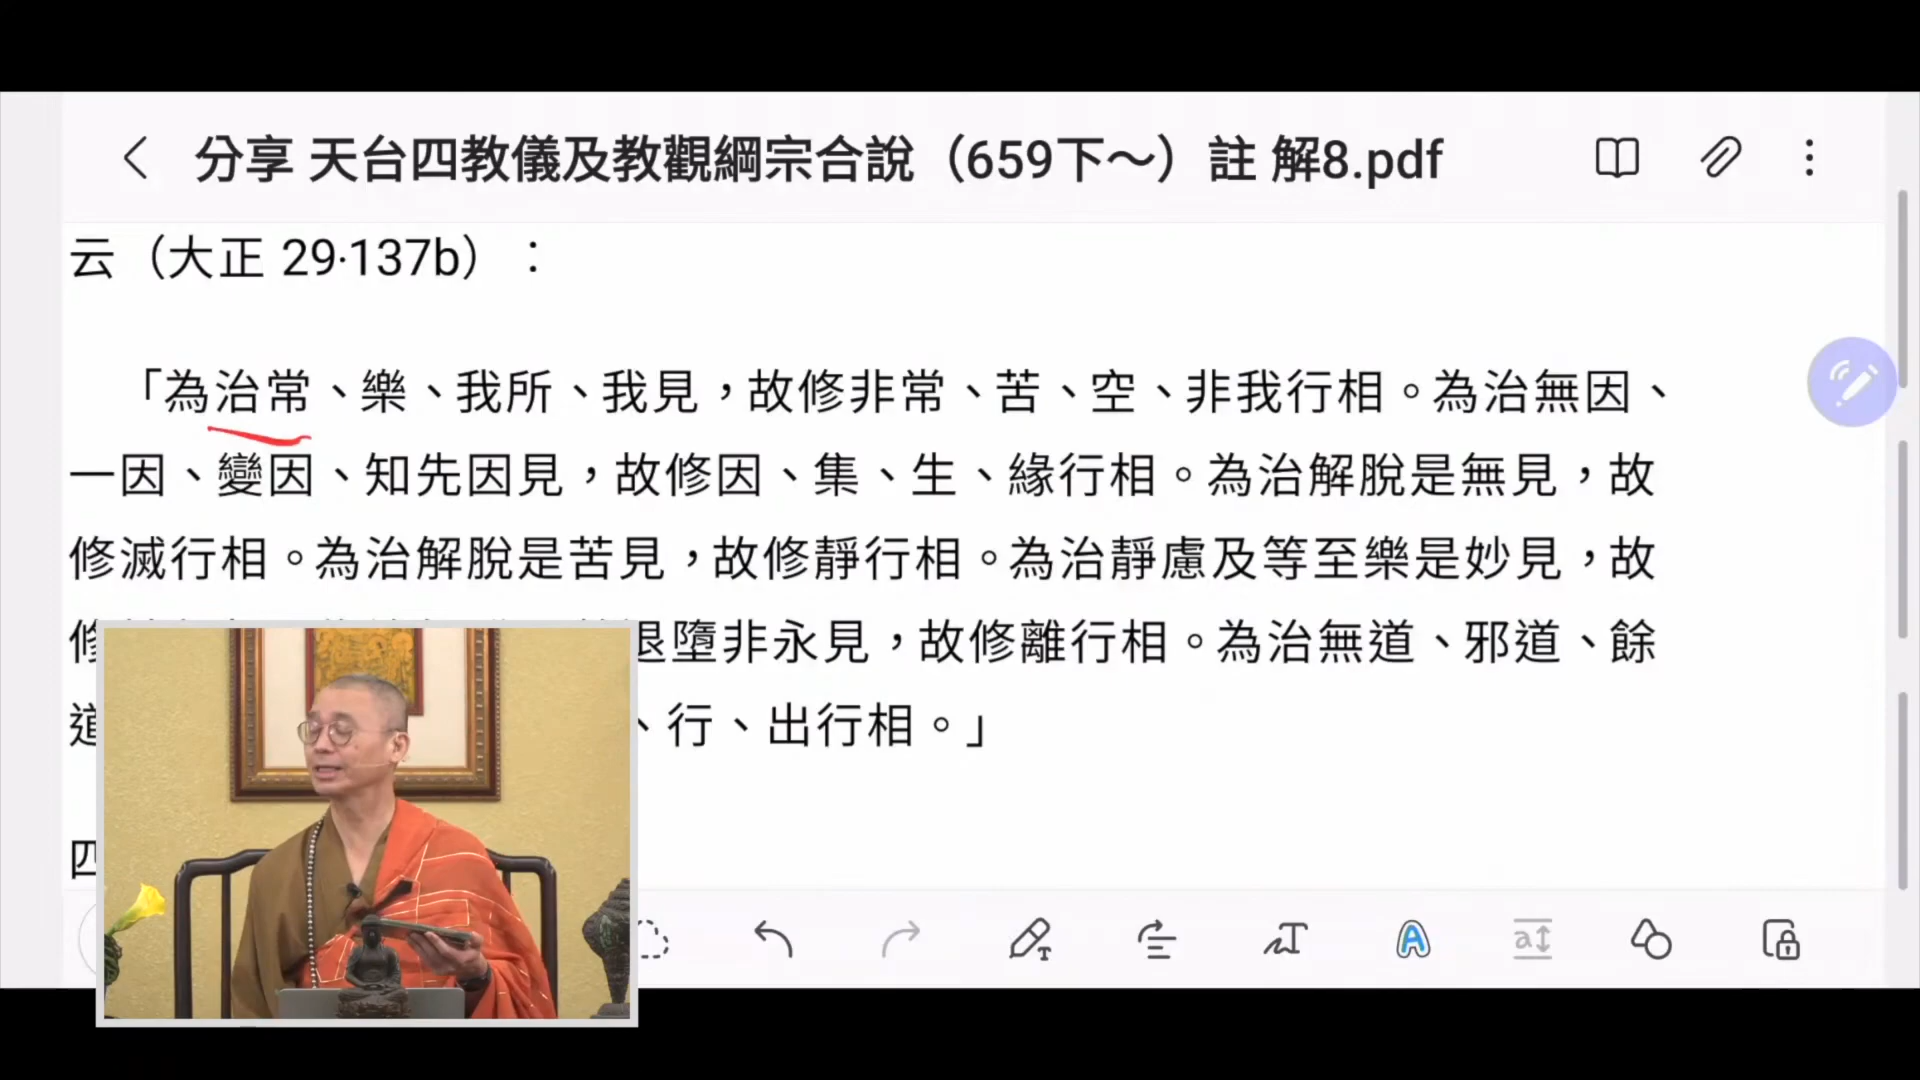 分享 天台四教儀及教觀綱宗合說（659下～）註 解8.pdf
云（大正 29·137b）：
「為治常、樂、我所、我見，故修非常、苦、空、非我行相。為治無因、
一因、變因、知先因見，故修因、集、生、緣行相。為治解脫是無見，故
修滅行相。為治解脫是苦見，故修靜行相。為治靜慮及等至樂是妙見，故
退墮非永見，故修離行相。為治無道、邪道、餘
、行、出行相。」